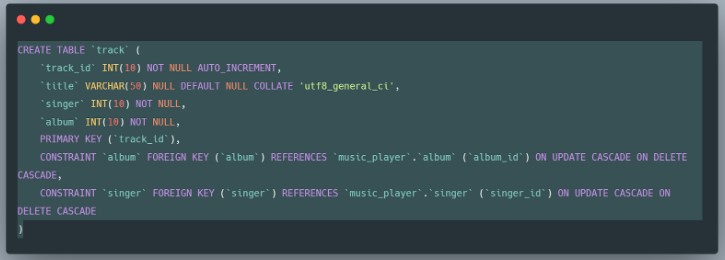 CREATE TABLE `track` (
    `track_id` INT(10) NOT NULL AUTO_INCREMENT,
    `title` VARCHAR(50) NULL DEFAULT NULL COLLATE 'utf8_general_ci',
    `singer` INT(10) NOT NULL,
    `album` INT(10) NOT NULL,
    PRIMARY KEY (`track_id`),
    CONSTRAINT `album` FOREIGN KEY (`album`) REFERENCES `music_player`.`album` (`album_id`) ON UPDATE CASCADE ON DELETE
CASCADE,
    CONSTRAINT `singer` FOREIGN KEY (`singer`) REFERENCES `music_player`.`singer` (`singer_id`) ON UPDATE CASCADE ON
DELETE CASCADE
)